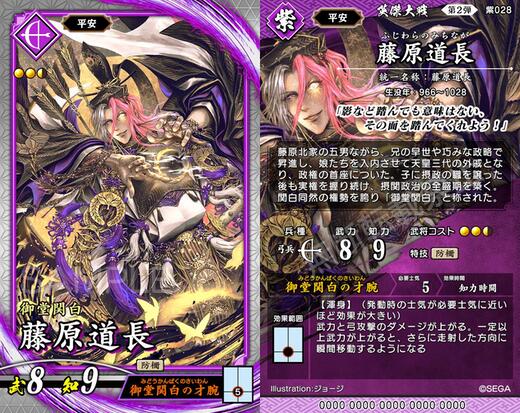 平安
御堂関白
藤原道長
防柵
武8 知9
みどうかんぱくのさいわん
御堂関白の才腕
5
紫
平安
英傑大戦
第2弾
紫028
ふじわらのみちなが
藤原道長
統一名称：藤原道長
生没年 966～1028
「影など踏んでも意味はない、
その面を踏んでくれよう！」
藤原北家の五男ながら、兄の早世や巧みな政略で
昇進し、娘たちを入内させて天皇三代の外戚とな
り、政権の首座についた。子に摂政の職を譲った
後も実権を握り続け、摂関政治の全盛期を築く。
関白同然の権勢を誇り「御堂関白」と称された。
兵種 武力 知力 武将コスト
弓兵 8 9 特技 防柵
みどうかんぱくのさいわん
御堂関白の才腕
必要士気
5
効果時間
知力時間
効果範囲
【渾身】（発動時の士気が必要士気に近い
ほど効果が大きい）
武力と弓攻撃のダメージが上がる。一定以
上武力が上がると、さらに走射した方向に
瞬間移動するようになる
Illustration:ジョージ
©SEGA
0000 0000 0000 0000 0000